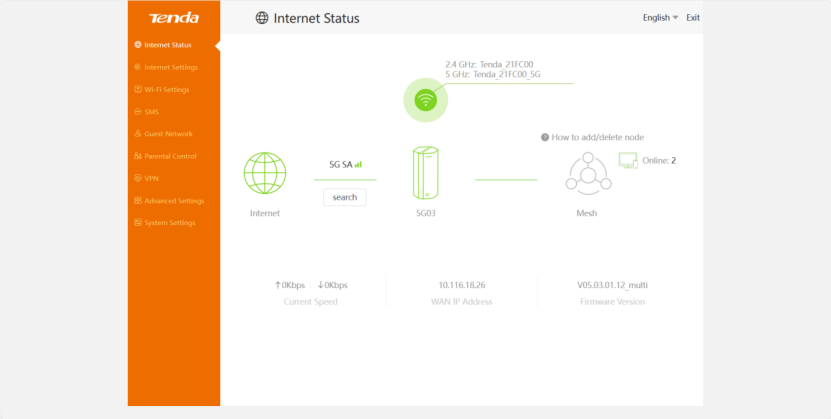 Tenda
Internet Status
English
Exit
Internet Status
Internet Settings
Wi-Fi Settings
SMS
Guest Network
Parental Control
VPN
Advanced Settings
System Settings
2.4 GHz: Tenda_21FC00
5 GHz: Tenda_21FC00_5G
How to add/delete node
5G SA
Online: 2
search
Internet
5G03
Mesh
↑0Kbps ↓0Kbps
10.116.18.26
V05.03.01.12_multi
Current Speed
WAN IP Address
Firmware Version